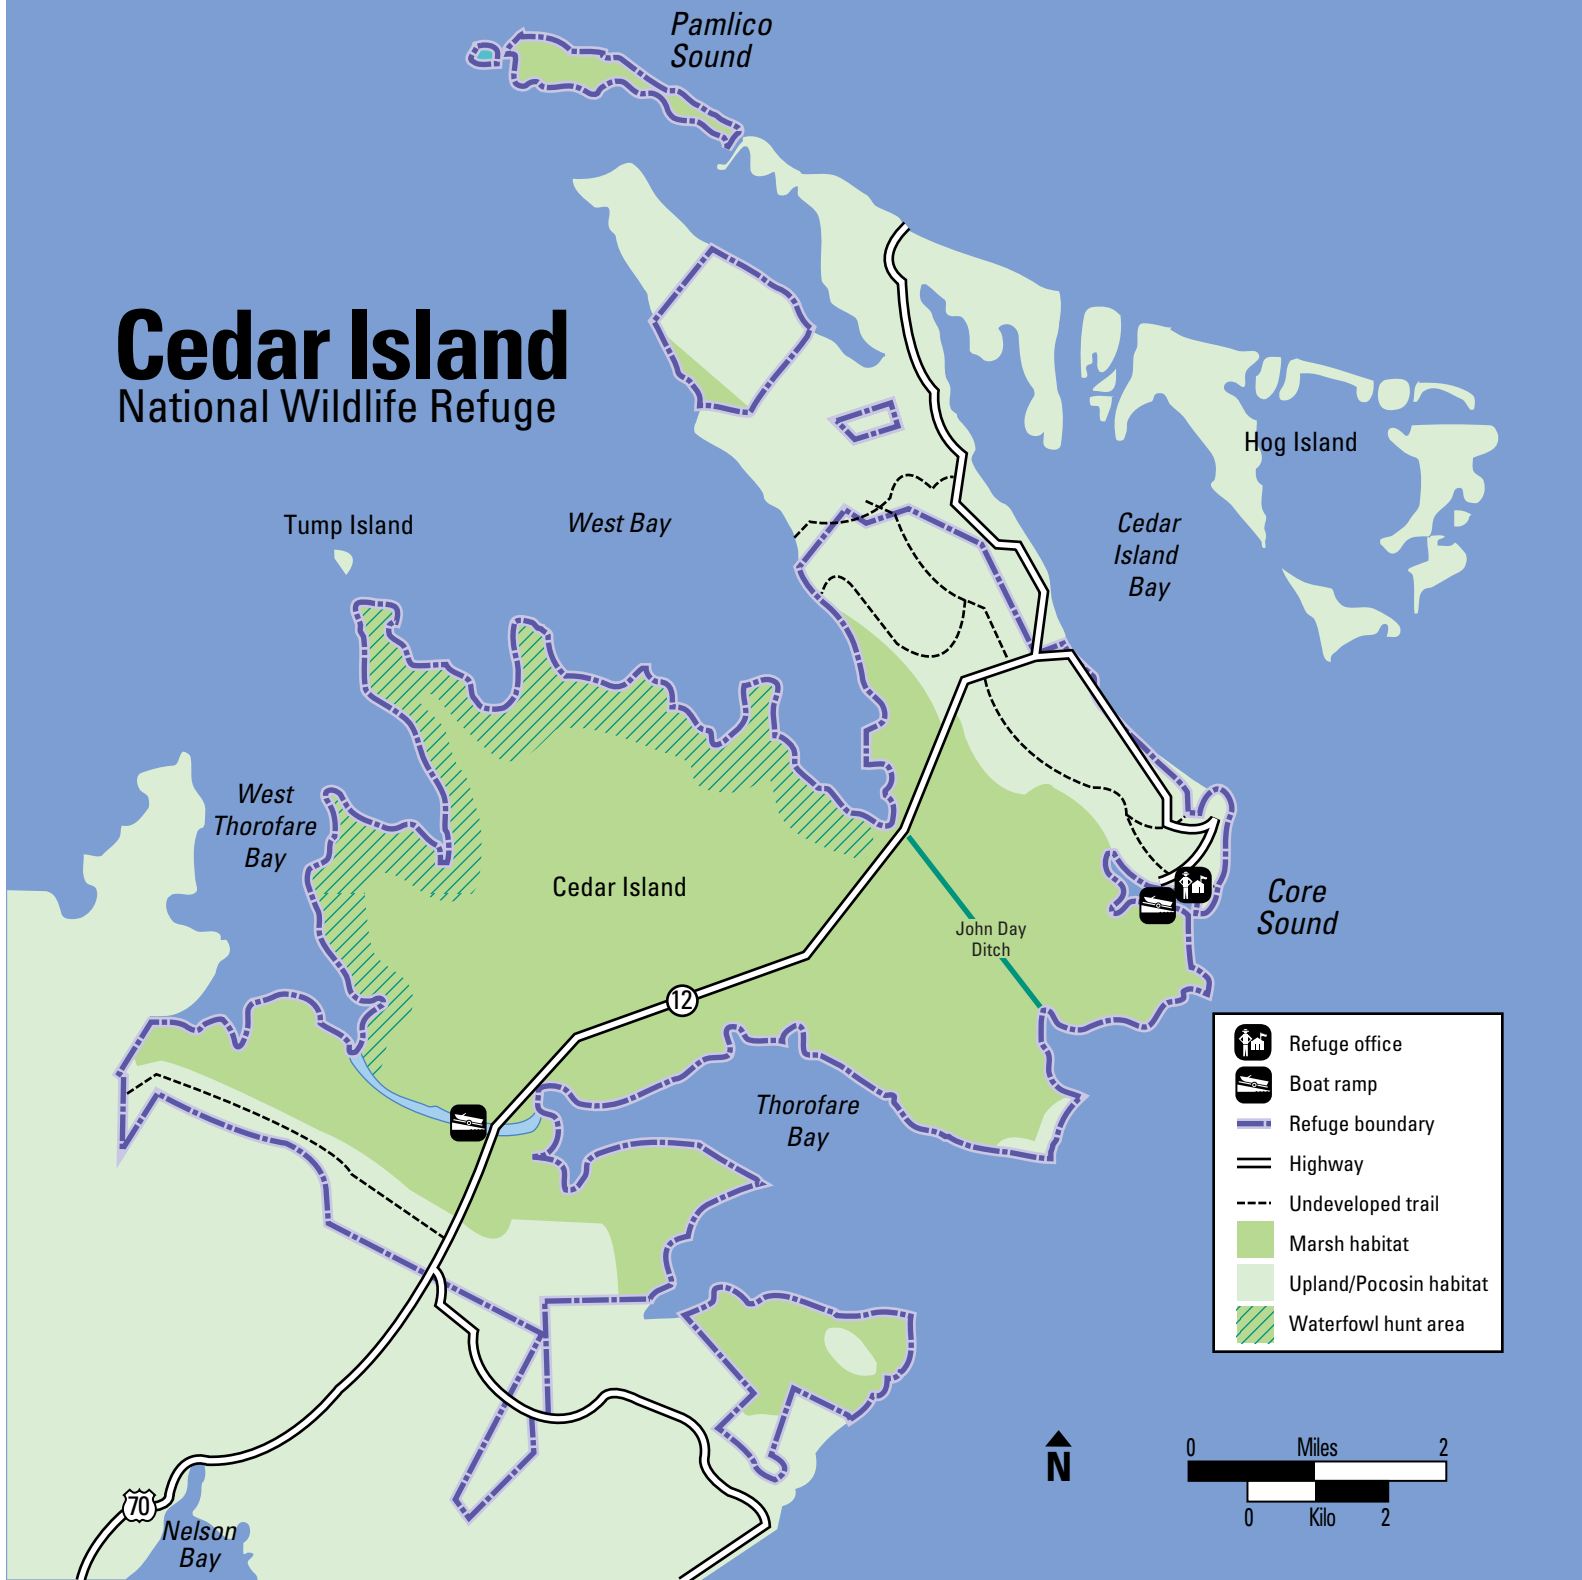 Pamlico
Sound
Cedar Island
National Wildlife Refuge
Hog Island
Tump Island
West Bay
Cedar
Island
Bay
West
Thorofare
Bay
Cedar Island
Core
Sound
John Day
Ditch
12
Thorofare
Bay
Refuge office
Boat ramp
Refuge boundary
Highway
Undeveloped trail
Marsh habitat
Upland/Pocosin habitat
Waterfowl hunt area
N
0 Miles 2
0 Kilo 2
70
Nelson
Bay